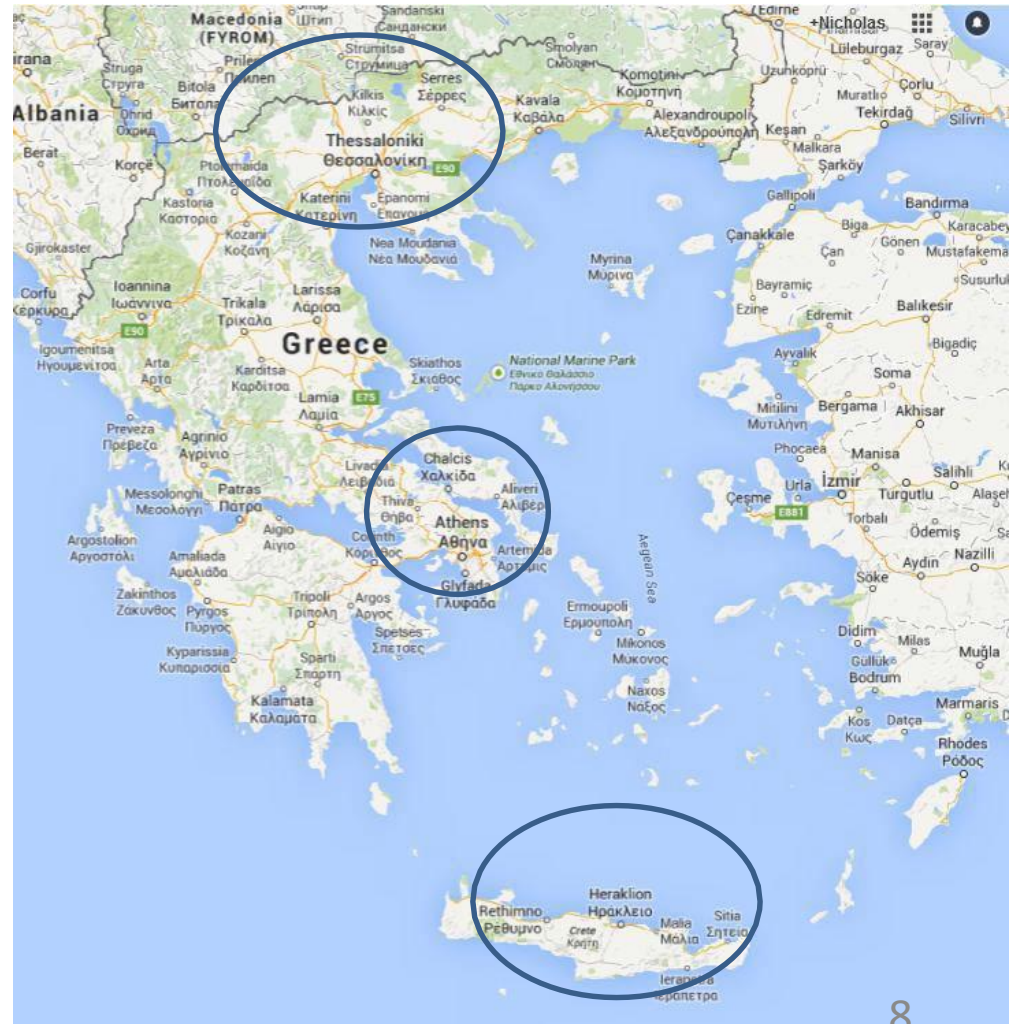 Sandanski
Сандански
Edirne
Macedonia
(FYROM)
Штип
+Nicholas
Strumitsa
Струмица
Smolyan
Смолян
Lüleburgaz
Saray
irana
Struga
Струга
Prilep
Прилеп
Serres
Σέρρες
Komotini
Κομοτηνή
Uzunköprü
Çorlu
Bitola
Битола
Kilkis
Κιλκίς
Kavala
Καβάλα
Muratlı
Tekirdağ
Silivri
Albania
Ohrid
Охрид
Alexandroupoli
Αλεξανδρούπολη
Keşan
Malkara
Thessaloniki
Θεσσαλονίκη
Berat
Korçë
Ptolemaida
Πτολεμαΐδα
E90
Şarköy
Kastoria
Καστοριά
Katerini
Κατερίνη
Epanomi
Επανομή
Gallipoli
Bandırma
Kozani
Κοζάνη
Nea Moudania
Νέα Μουδανιά
Çanakkale
Biga
Karacabey
Gönen
Mustafakema
Gjirokaster
Myrina
Μύρινα
Çan
Corfu
Κέρκυρα
Ioannina
Ιωάννινα
Larissa
Λάρισα
Bayramiç
Susurluk
Trikala
Τρίκαλα
Ezine
Edremit
Balıkesir
E90
Greece
Igoumenitsa
Ηγουμενίτσα
Skiathos
Σκιάθος
National Marine Park
Εθνικό Θαλάσσιο
Πάρκο Αλοννήσου
Ayvalık
Bigadiç
Arta
Άρτα
Karditsa
Καρδίτσα
Soma
Lamia
Λαμία
E75
Mitilini
Μυτιλήνη
Bergama
Akhisar
Preveza
Πρέβεζα
Agrinio
Αγρίνιο
Livadia
Λειβαδιά
Chalcis
Χαλκίδα
Phocaea
Manisa
Salihli
Messolonghi
Μεσολόγγι
Patras
Πάτρα
Thiva
Θήβα
Aliveri
Αλιβέρι
Çeşme
Urla
İzmir
Turgutlu
Alaşeh
E881
Argostolion
Αργοστόλι
Aigio
Αίγιο
Corinth
Κόρινθος
Athens
Αθήνα
Torbalı
Ödemiş
Amaliada
Αμαλιάδα
Artemida
Άρτεμις
Aegean Sea
Aydin
Nazilli
Zakinthos
Ζάκυνθος
Pyrgos
Πύργος
Tripoli
Τρίπολη
Argos
Άργος
Glyfada
Γλυφάδα
Ermoupoli
Ερμούπολη
Söke
Spetses
Σπέτσες
Mikonos
Μύκονος
Didim
Milas
Kyparissia
Κυπαρισσία
Sparti
Σπάρτη
Güllük
Muğla
Naxos
Νάξος
Bodrum
Kalamata
Καλαμάτα
Marmaris
Kos
Κως
Datça
Rhodes
Ρόδος
Heraklion
Ηράκλειο
Rethimno
Ρέθυμνο
Crete
Κρήτη
Malia
Μάλια
Sitia
Σητεία
Ierapetra
Ιεράπετρα
8